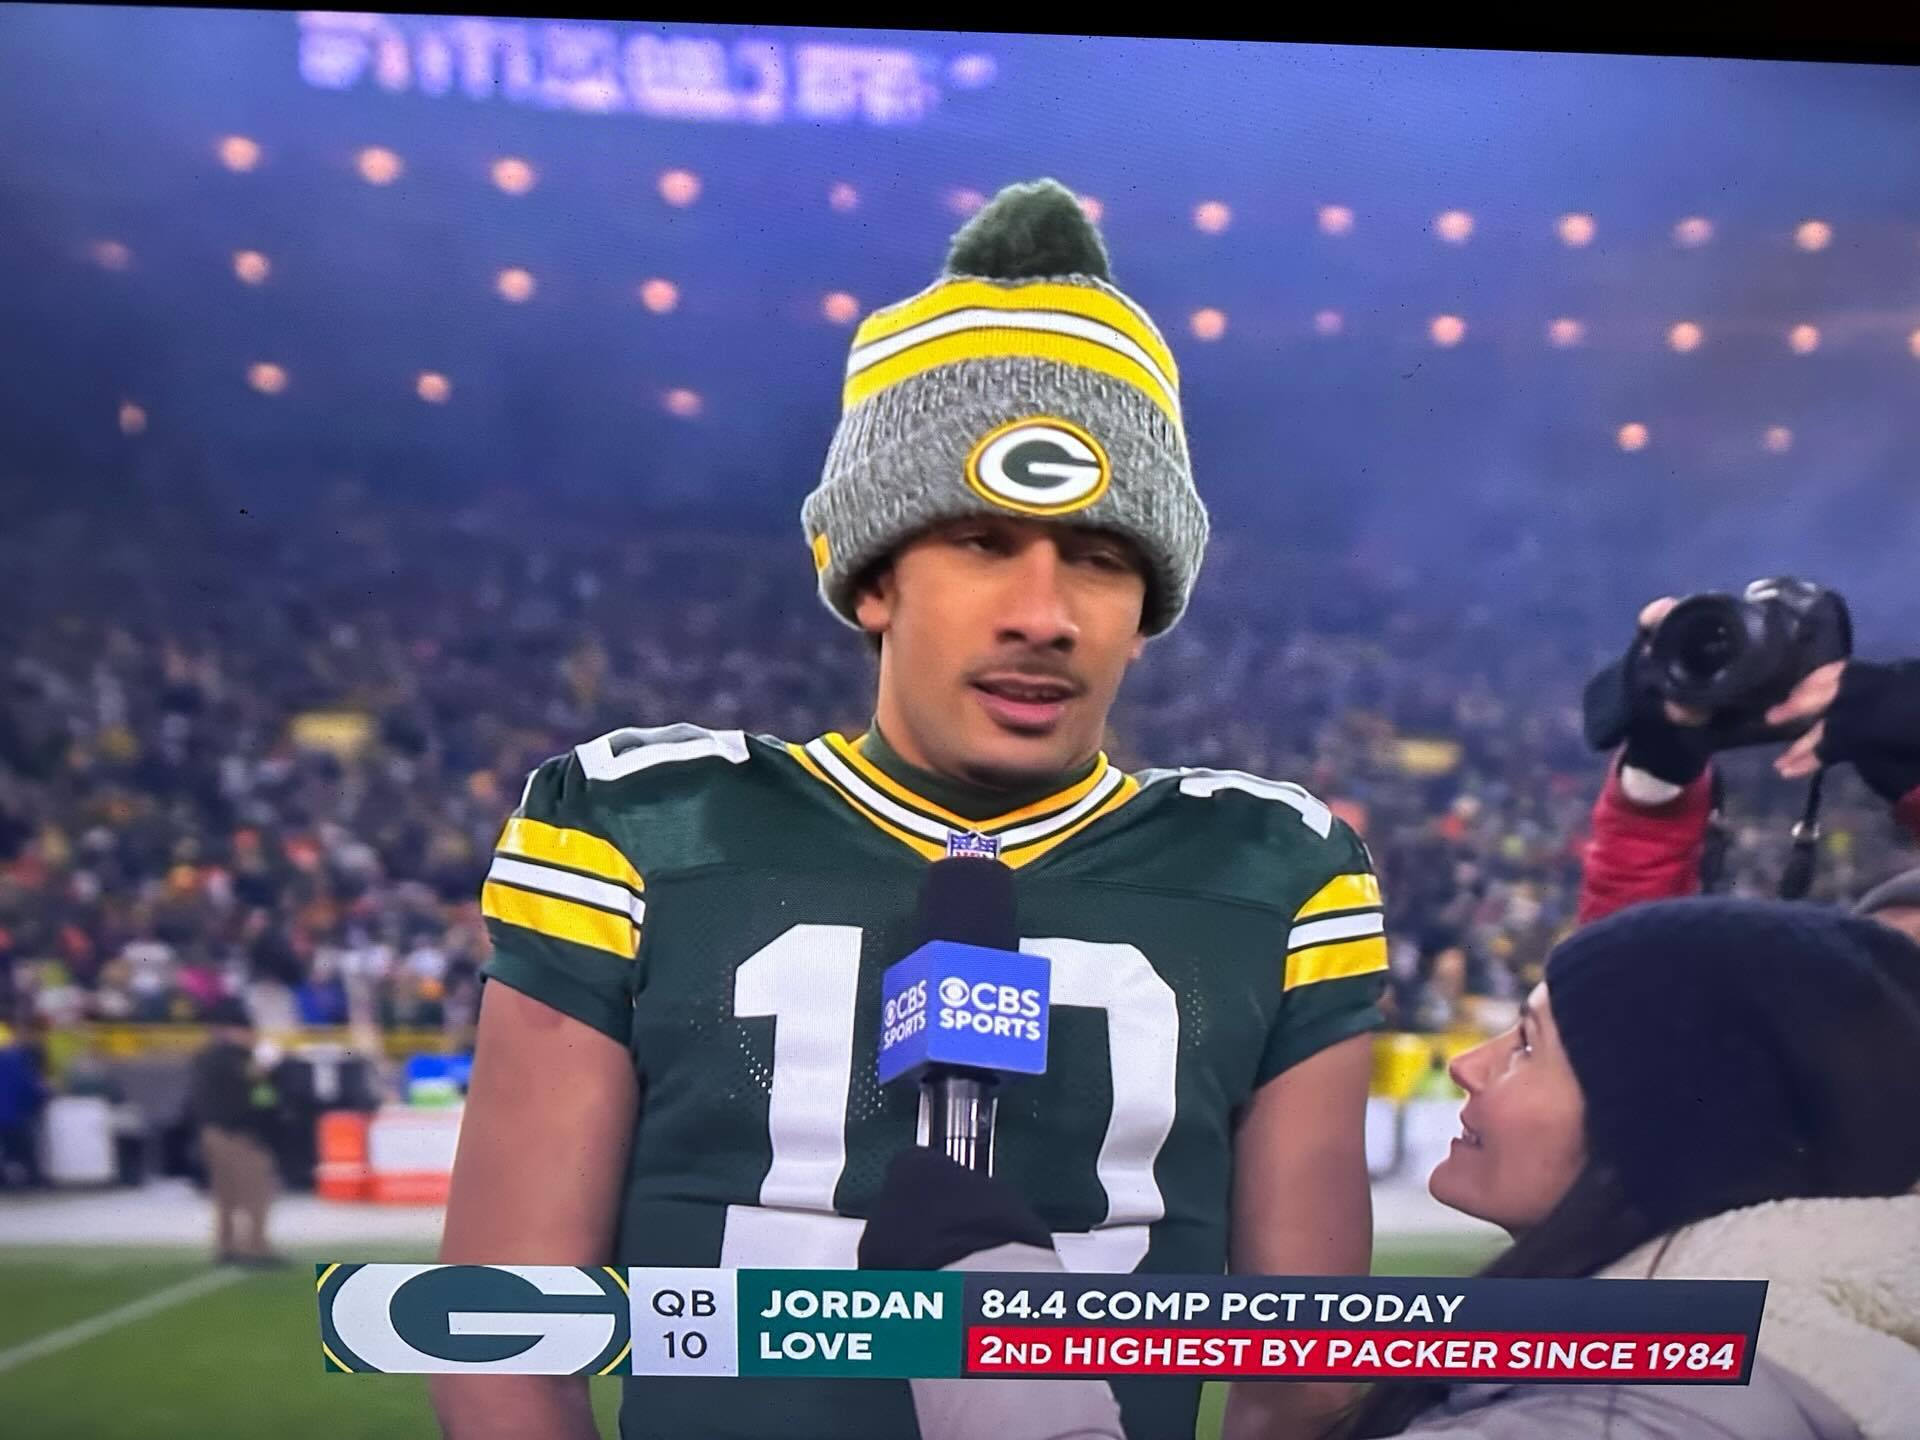 G
10
CBS
SPORTS
CBS
SPORTS
G
QB
10
JORDAN
LOVE
84.4 COMP PCT TODAY
2ND HIGHEST BY PACKER SINCE 1984